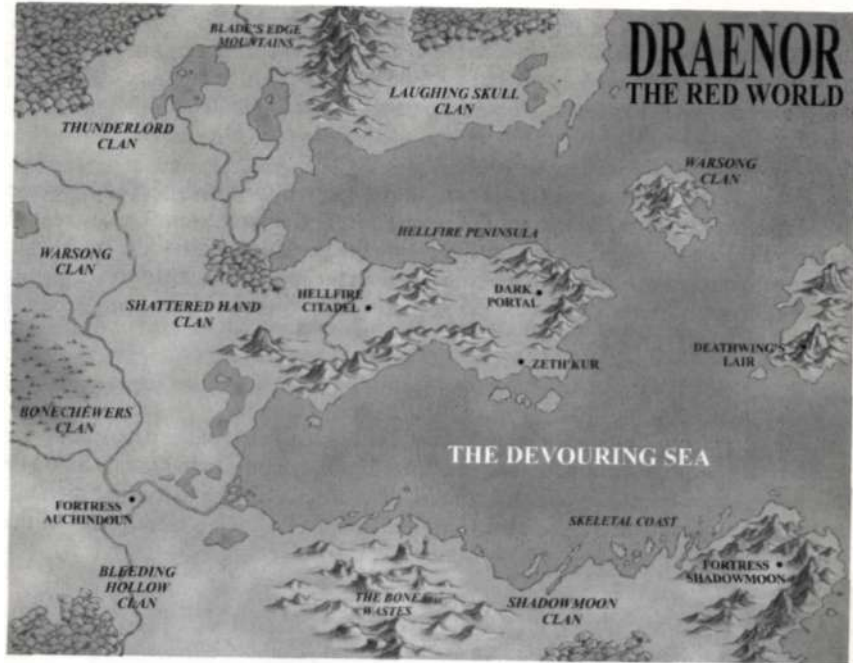 DRAENOR
THE RED WORLD
BLADE'S EDGE
MOUNTAINS
LAUGHING SKULL
CLAN
THUNDERLORD
CLAN
WARSONG
CLAN
HELLFIRE PENINSULA
WARSONG
CLAN
SHATTERED HAND
CLAN
HELLFIRE
CITADEL
DARK
PORTAL
ZETH'KUR
DEATHWING'S
LAIR
BONECHEWERS
CLAN
THE DEVOURING SEA
FORTRESS
AUCHINDOUN
SKELETAL COAST
FORTRESS
SHADOWMOON
BLEEDING
HOLLOW
CLAN
THE BONE
WASTES
SHADOWMOON
CLAN